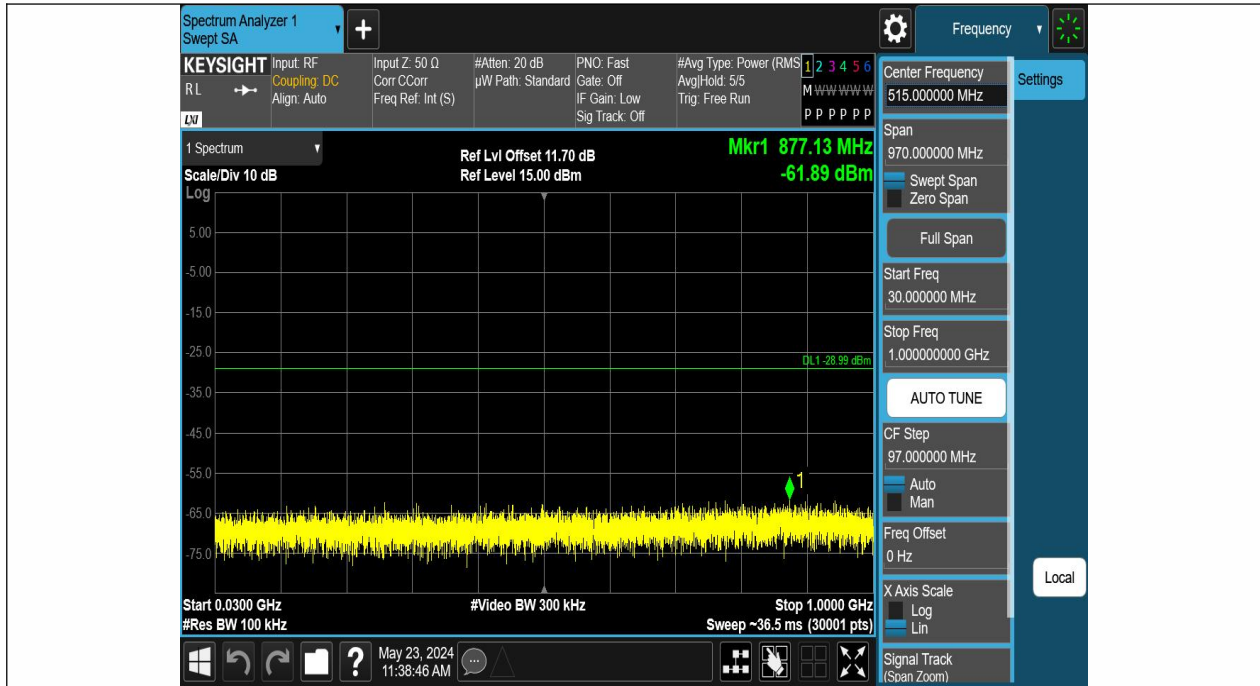 Spectrum Analyzer 1
Swept SA
Frequency
KEYSIGHT
RL
LXI
Input: RF
Coupling: DC
Align: Auto
Input Z: 50 Ω
Corr CCorr
Freq Ref: Int (S)
#Atten: 20 dB
µW Path: Standard
PNO: Fast
Gate: Off
IF Gain: Low
Sig Track: Off
#Avg Type: Power (RMS
Avg|Hold: 5/5
Trig: Free Run
1 2 3 4 5 6
M W W W W W
P P P P P P
1 Spectrum
Scale/Div 10 dB
Ref Lvl Offset 11.70 dB
Ref Level 15.00 dBm
Mkr1 877.13 MHz
-61.89 dBm
Log
5.00
-5.00
-15.0
-25.0
DL1 -28.99 dBm
-35.0
-45.0
-55.0
1
-65.0
-75.0
Start 0.0300 GHz
#Video BW 300 kHz
Stop 1.0000 GHz
#Res BW 100 kHz
Sweep ~36.5 ms (30001 pts)
?
May 23, 2024
11:38:46 AM
Center Frequency
515.000000 MHz
Settings
Span
970.000000 MHz
Swept Span
Zero Span
Full Span
Start Freq
30.000000 MHz
Stop Freq
1.000000000 GHz
AUTO TUNE
CF Step
97.000000 MHz
Auto
Man
Freq Offset
0 Hz
X Axis Scale
Log
Lin
Local
Signal Track
(Span Zoom)